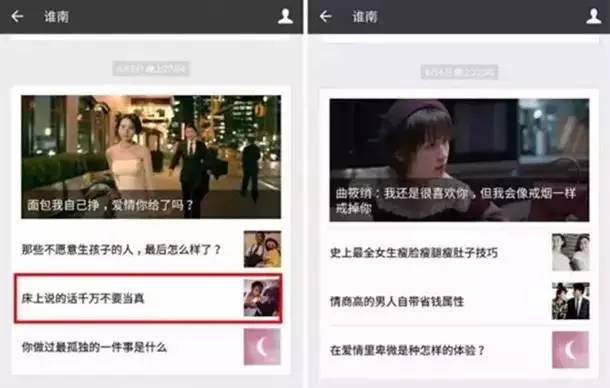 谁南
面包我自己挣，爱情你给了吗？
那些不愿意生孩子的人，最后怎么样了？
床上说的话千万不要当真
你做过最孤独的一件事是什么
谁南
曲筱绡：我还是很喜欢你，但我会像戒烟一样
戒掉你
史上最全女生瘦脸瘦腿瘦肚子技巧
情商高的男人自带省钱属性
在爱情里卑微是种怎样的体验？